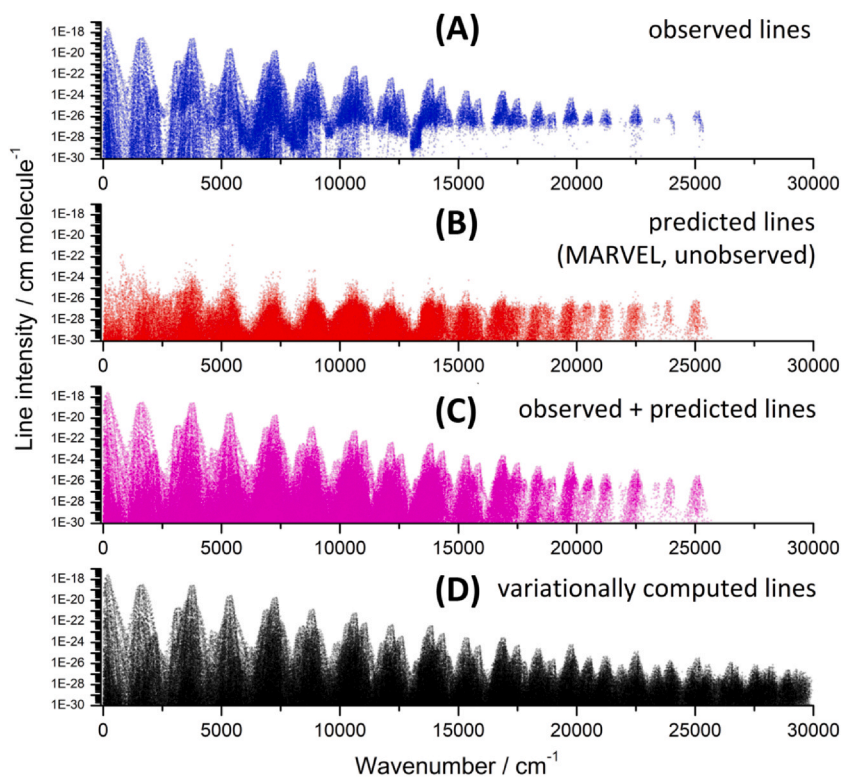 Line intensity / cm molecule⁻¹
(A)
observed lines
1E-18
1E-20
1E-22
1E-24
1E-26
1E-28
1E-30
0 5000 10000 15000 20000 25000 30000
(B)
predicted lines
(MARVEL, unobserved)
1E-18
1E-20
1E-22
1E-24
1E-26
1E-28
1E-30
0 5000 10000 15000 20000 25000 30000
(C)
observed + predicted lines
1E-18
1E-20
1E-22
1E-24
1E-26
1E-28
1E-30
0 5000 10000 15000 20000 25000 30000
(D)
variationally computed lines
1E-18
1E-20
1E-22
1E-24
1E-26
1E-28
1E-30
0 5000 10000 15000 20000 25000 30000
Wavenumber / cm⁻¹